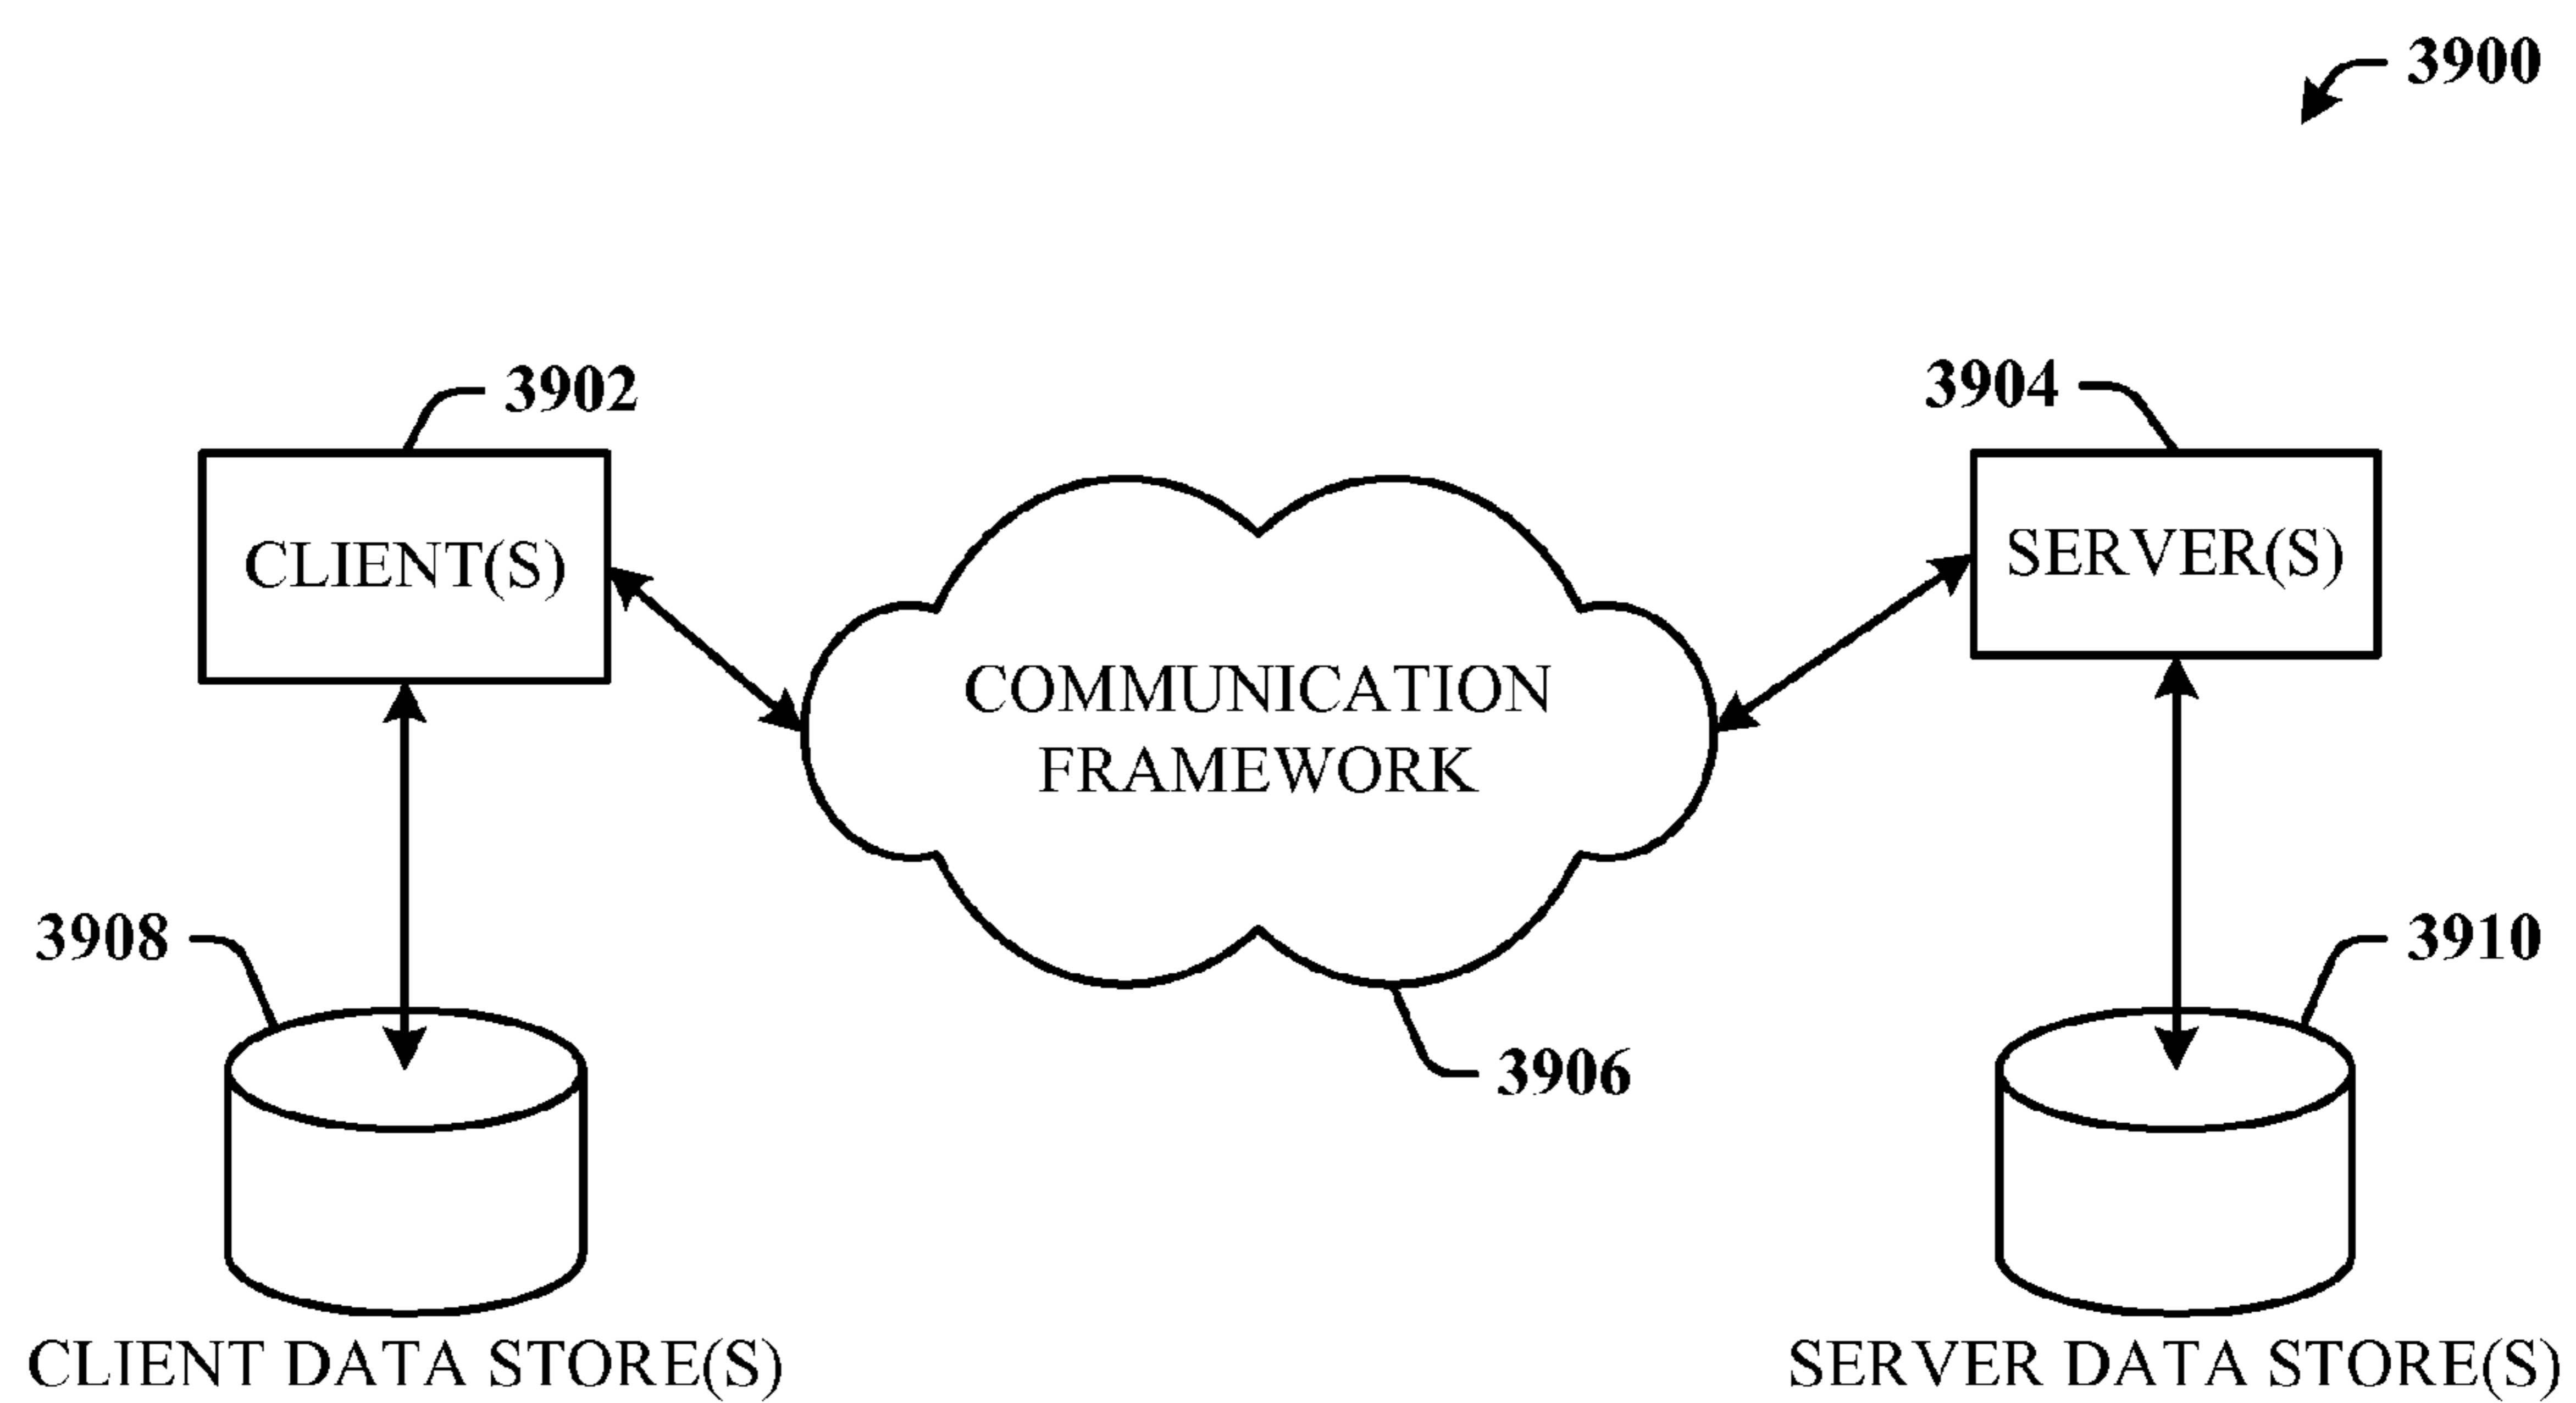 3900
3902
3904
CLIENT(S)
SERVER(S)
COMMUNICATION
FRAMEWORK
3908
3910
3906
CLIENT DATA STORE(S)
SERVER DATA STORE(S)